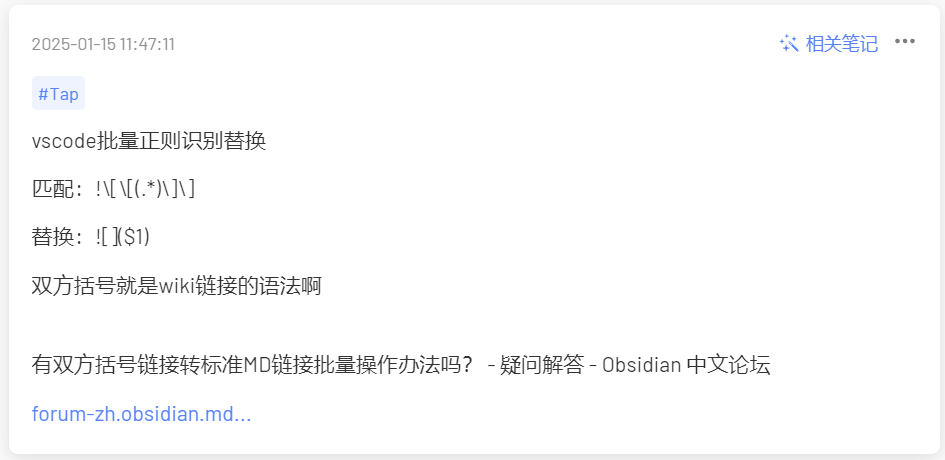 2025-01-15 11:47:11
相关笔记
#Tap
vscode批量正则识别替换
匹配：!\[\[(.*)\]\]
替换：![]($1)
双方括号就是wiki链接的语法啊
有双方括号链接转标准MD链接批量操作办法吗？ - 疑问解答 - Obsidian 中文论坛
forum-zh.obsidian.md...